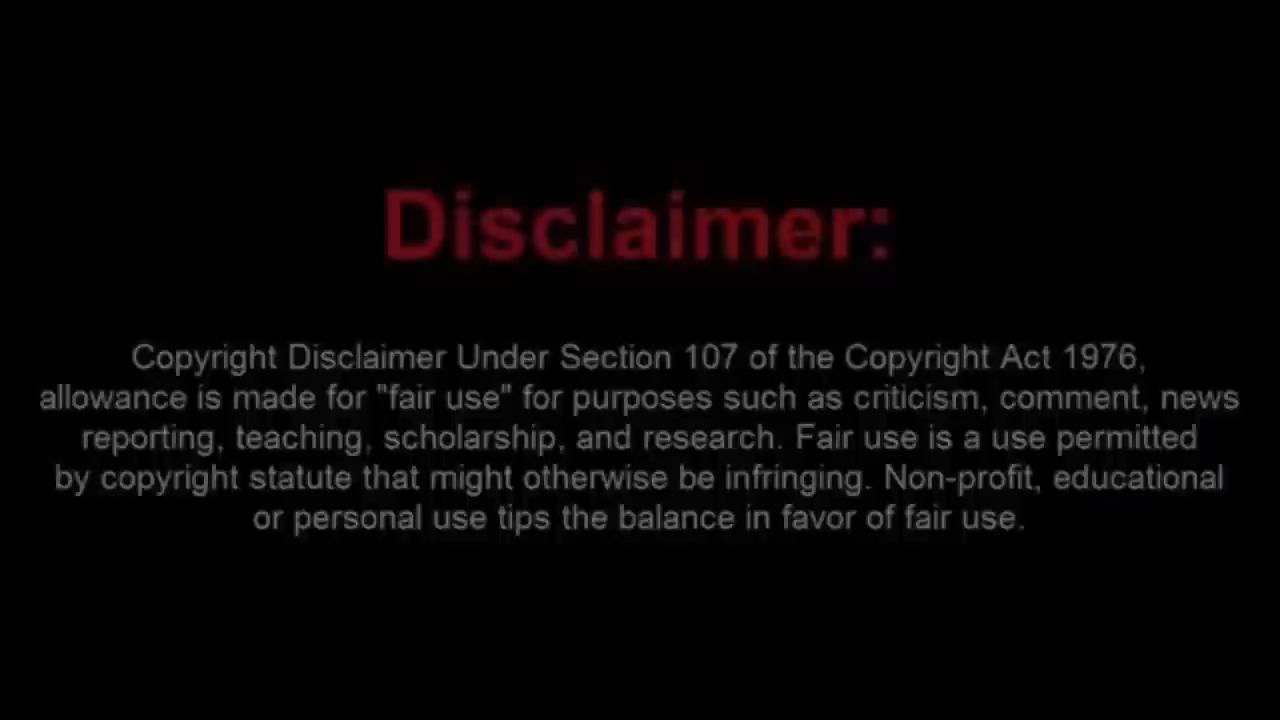 Disclaimer:
Copyright Disclaimer Under Section 107 of the Copyright Act 1976,
allowance is made for "fair use" for purposes such as criticism, comment, news
reporting, teaching, scholarship, and research. Fair use is a use permitted
by copyright statute that might otherwise be infringing. Non-profit, educational
or personal use tips the balance in favor of fair use.